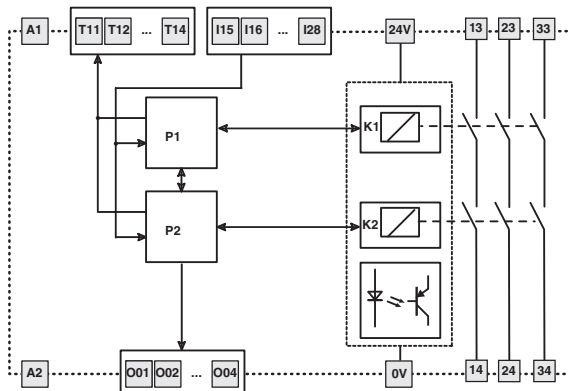 A1 T11 T12 ... T14 I15 I16 ... I28 24V 13 23 33
P1 K1
P2 K2
A2 O01 O02 ... O04 0V 14 24 34